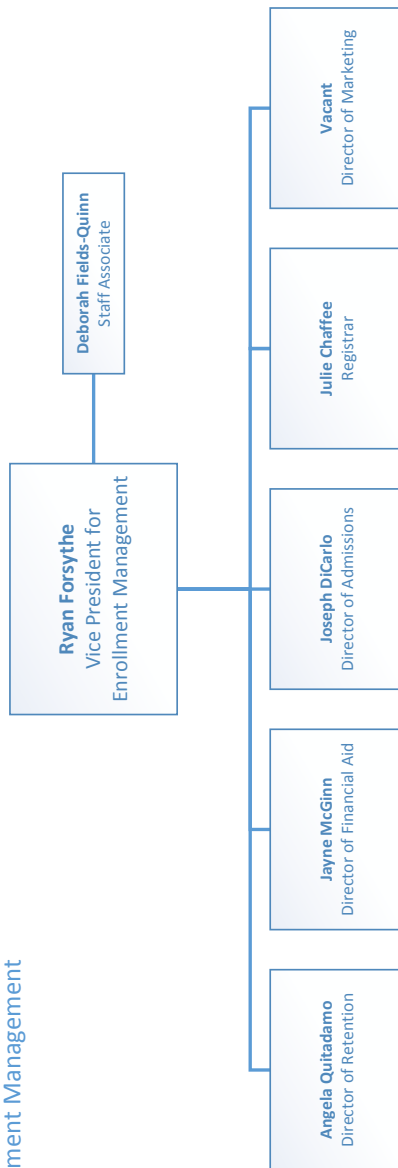 ment Management
Ryan Forsythe
Vice President for
Enrollment Management
Deborah Fields-Quinn
Staff Associate
Angela Quitadamo
Director of Retention
Jayne McGinn
Director of Financial Aid
Joseph DiCarlo
Director of Admissions
Julie Chaffee
Registrar
Vacant
Director of Marketing